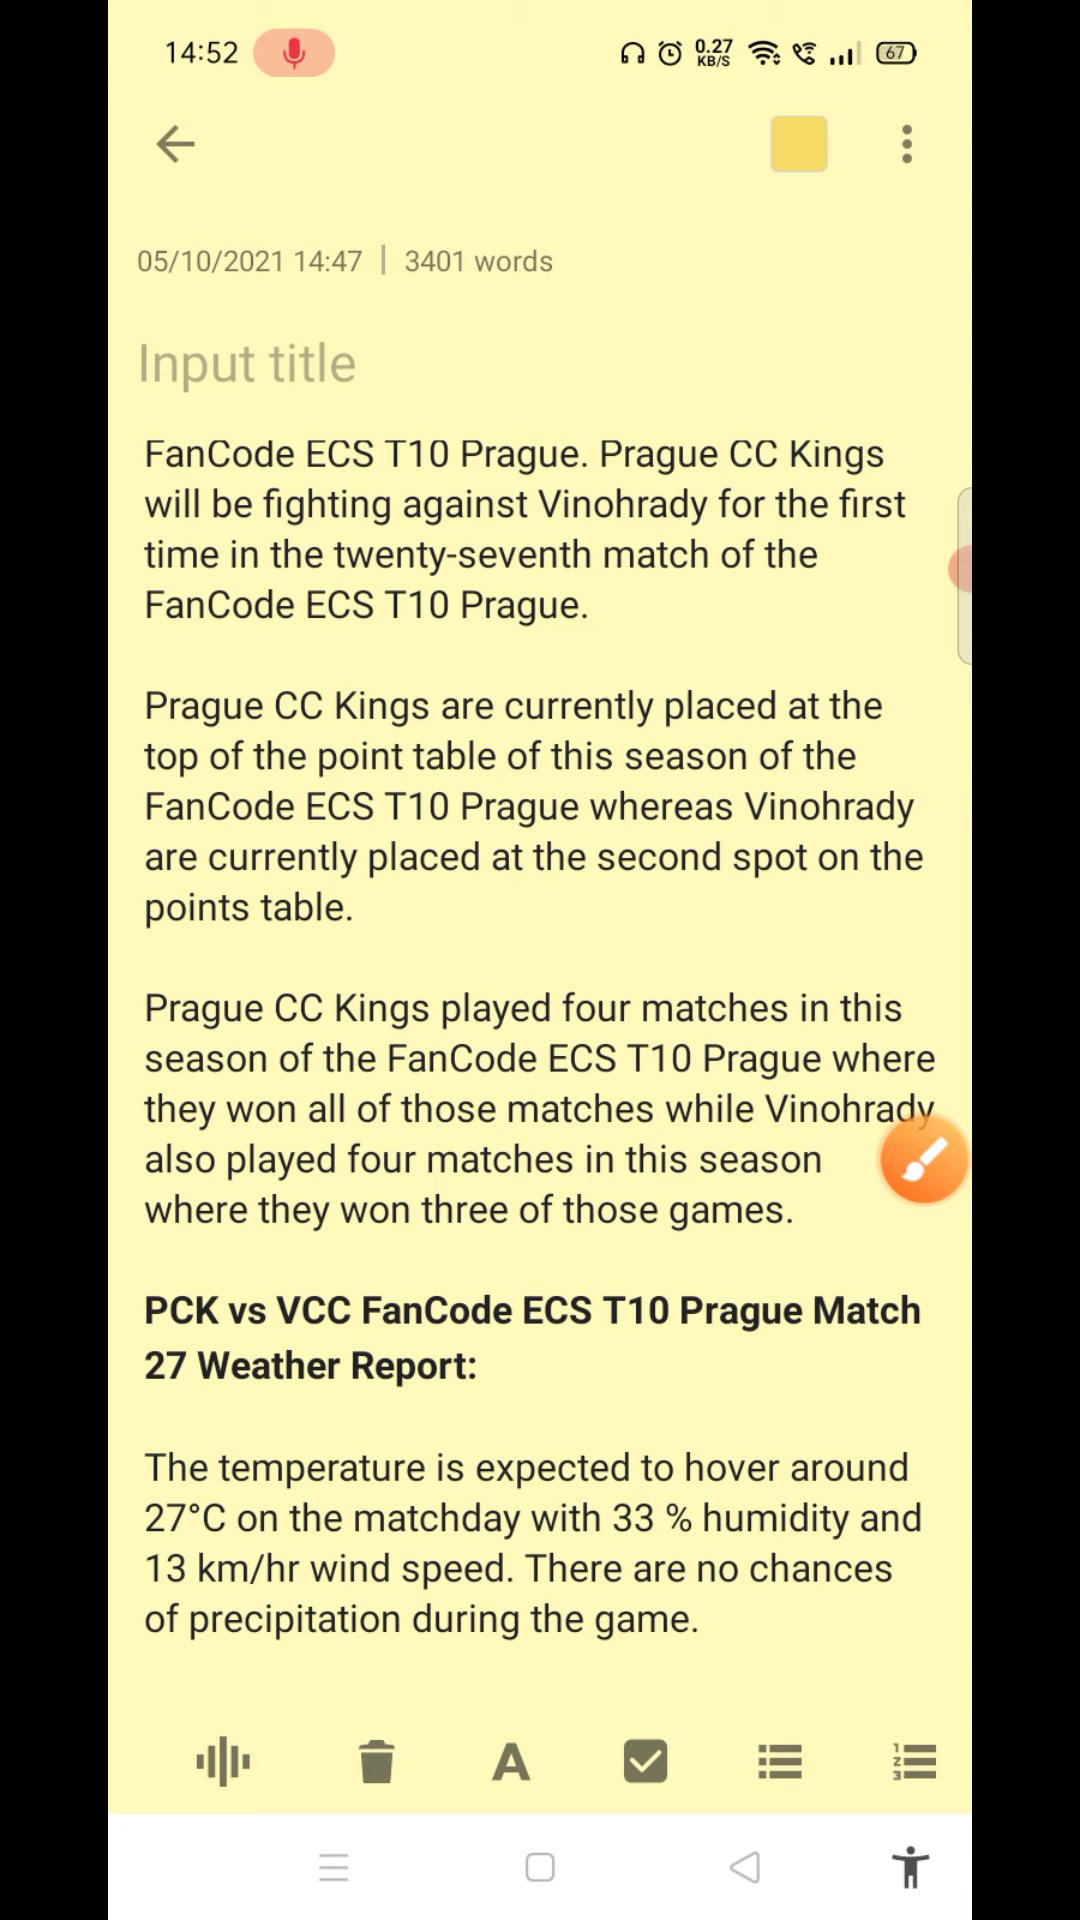 14:52
0.27
KB/S
67
05/10/2021 14:47 | 3401 words
Input title
FanCode ECS T10 Prague. Prague CC Kings
will be fighting against Vinohrady for the first
time in the twenty-seventh match of the
FanCode ECS T10 Prague.
Prague CC Kings are currently placed at the
top of the point table of this season of the
FanCode ECS T10 Prague whereas Vinohrady
are currently placed at the second spot on the
points table.
Prague CC Kings played four matches in this
season of the FanCode ECS T10 Prague where
they won all of those matches while Vinohrady
also played four matches in this season
where they won three of those games.
PCK vs VCC FanCode ECS T10 Prague Match
27 Weather Report:
The temperature is expected to hover around
27°C on the matchday with 33 % humidity and
13 km/hr wind speed. There are no chances
of precipitation during the game.